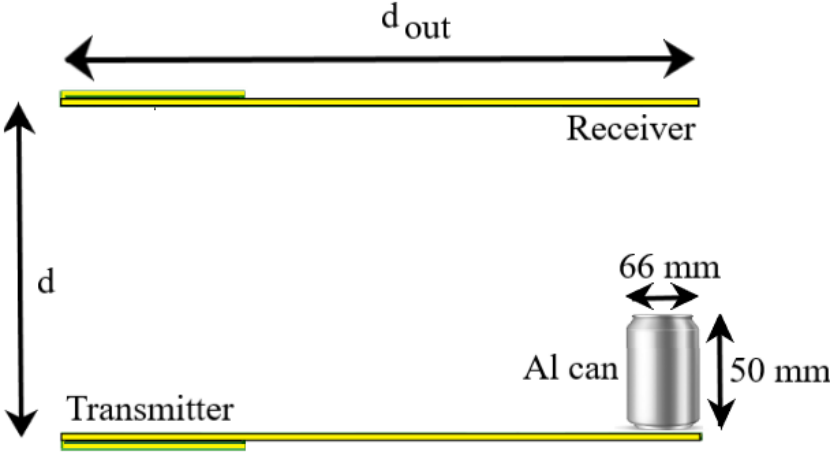 d out
Receiver
d
66 mm
Al can
50 mm
Transmitter